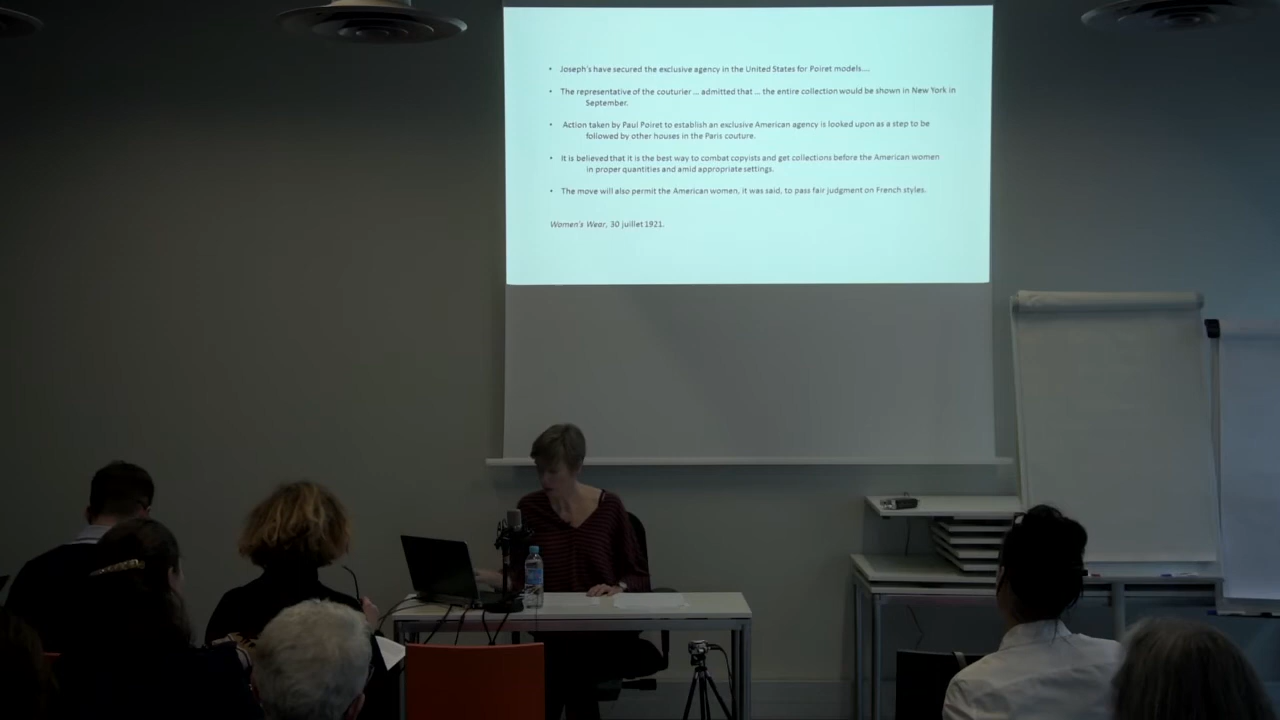 • Joseph's have secured the exclusive agency in the United States for Poiret models....
• The representative of the couturier ... admitted that ... the entire collection would be shown in New York in
September.
• Action taken by Paul Poiret to establish an exclusive American agency is looked upon as a step to be
followed by other houses in the Paris couture.
• It is believed that it is the best way to combat copyists and get collections before the American women
in proper quantities and amid appropriate settings.
• The move will also permit the American women, it was said, to pass fair judgment on French styles.
Women's Wear, 30 juillet 1921.